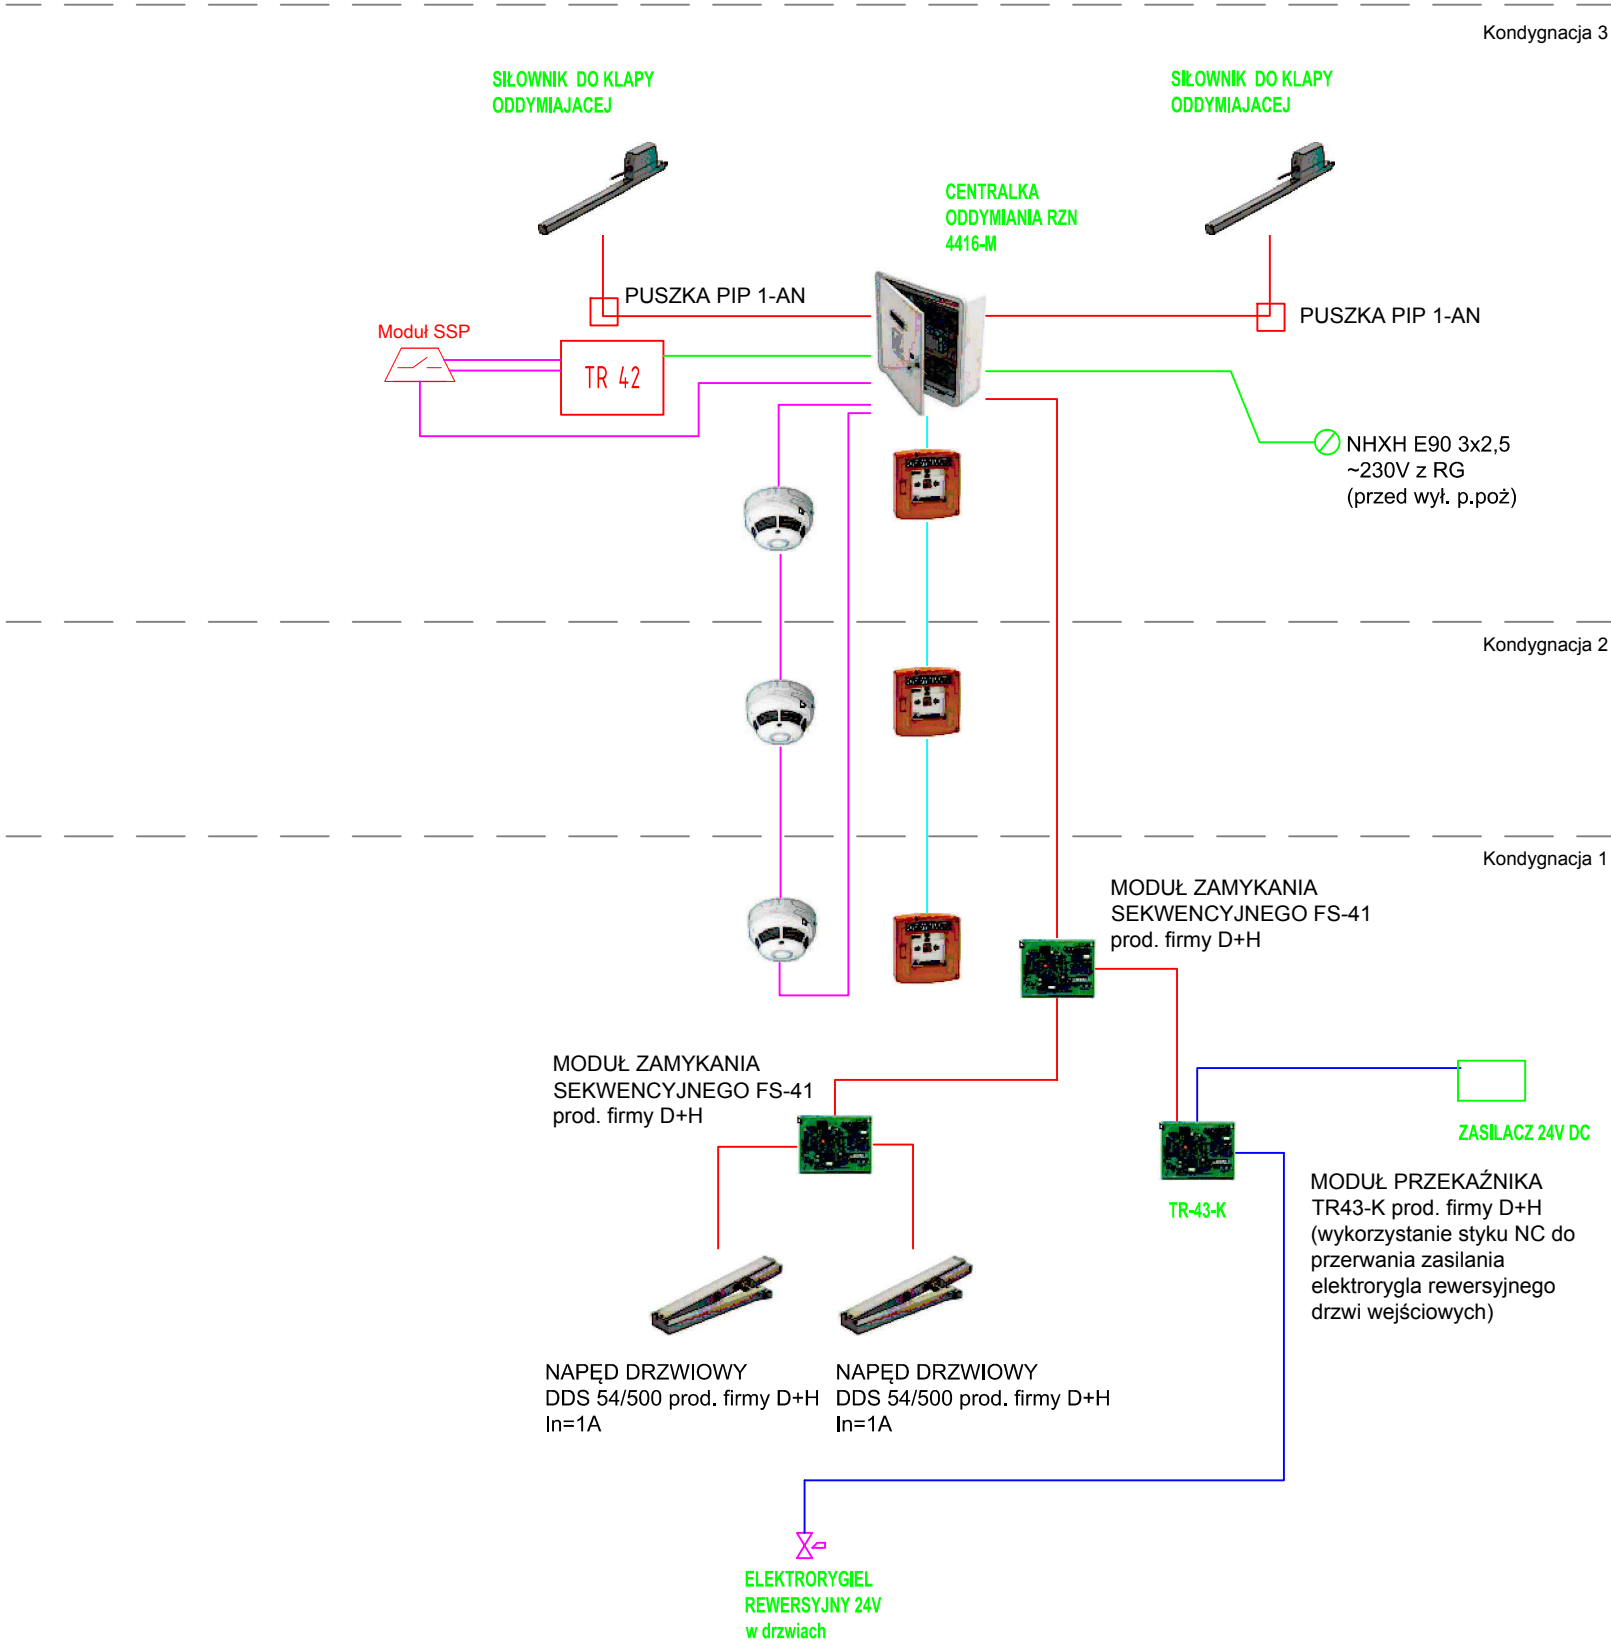 Kondygnacja 3
SIŁOWNIK DO KLAPY
ODDYMIAJACEJ
SIŁOWNIK DO KLAPY
ODDYMIAJACEJ
CENTRALKA
ODDYMIANIA RZN
4416-M
PUSZKA PIP 1-AN
PUSZKA PIP 1-AN
Moduł SSP
TR 42
NHXH E90 3x2,5
~230V z RG
(przed wył. p.poż)
Kondygnacja 2
Kondygnacja 1
MODUŁ ZAMYKANIA
SEKWENCYJNEGO FS-41
prod. firmy D+H
MODUŁ ZAMYKANIA
SEKWENCYJNEGO FS-41
prod. firmy D+H
ZASILACZ 24V DC
TR-43-K
MODUŁ PRZEKAŹNIKA
TR43-K prod. firmy D+H
(wykorzystanie styku NC do
przerwania zasilania
elektrorygla rewersyjnego
drzwi wejściowych)
NAPĘD DRZWIOWY
DDS 54/500 prod. firmy D+H
In=1A
NAPĘD DRZWIOWY
DDS 54/500 prod. firmy D+H
In=1A
ELEKTRORYGIEL
REWERSYJNY 24V
w drzwiach